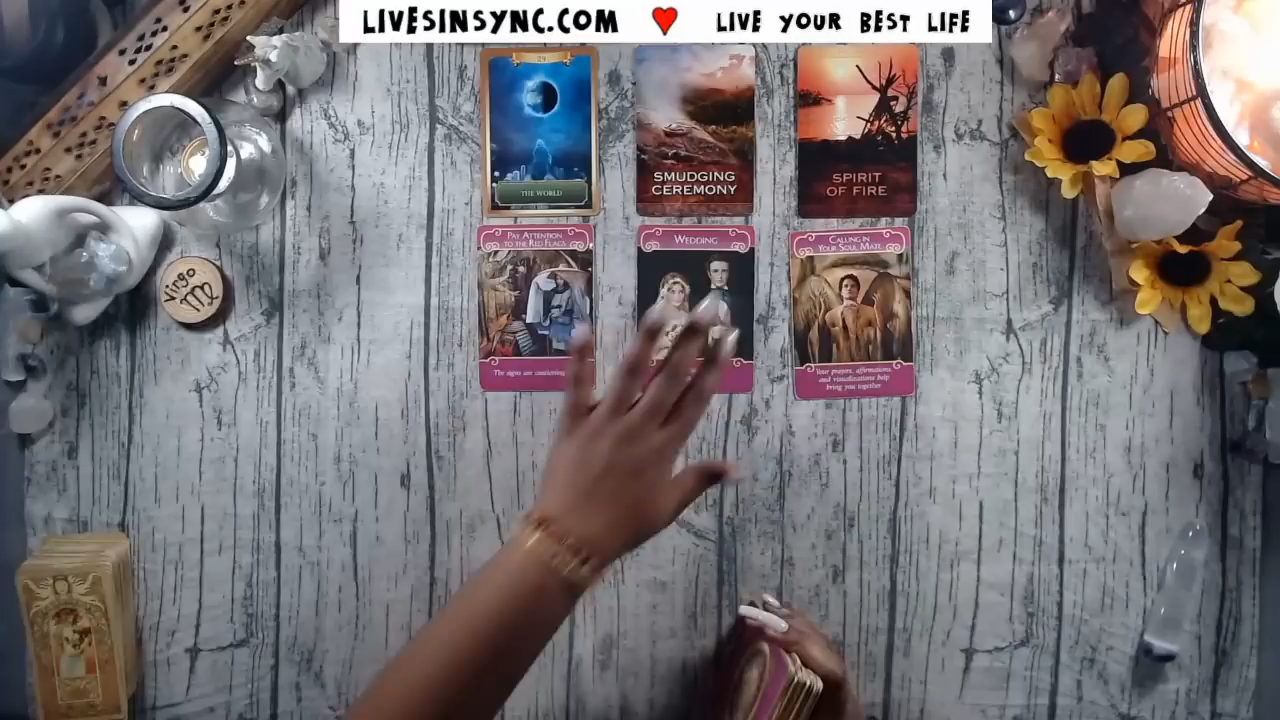 LIVESINSYNC.COM ❤ LIVE YOUR BEST LIFE
29
THE WORLD
SMUDGING
CEREMONY
SPIRIT
OF FIRE
PAY ATTENTION
TO THE RED FLAGS
WEDDING
CALLING IN
YOUR SOUL MATE
The signs are cautioning
Your prayers, affirmations,
and visualizations help
bring you together
Virgo